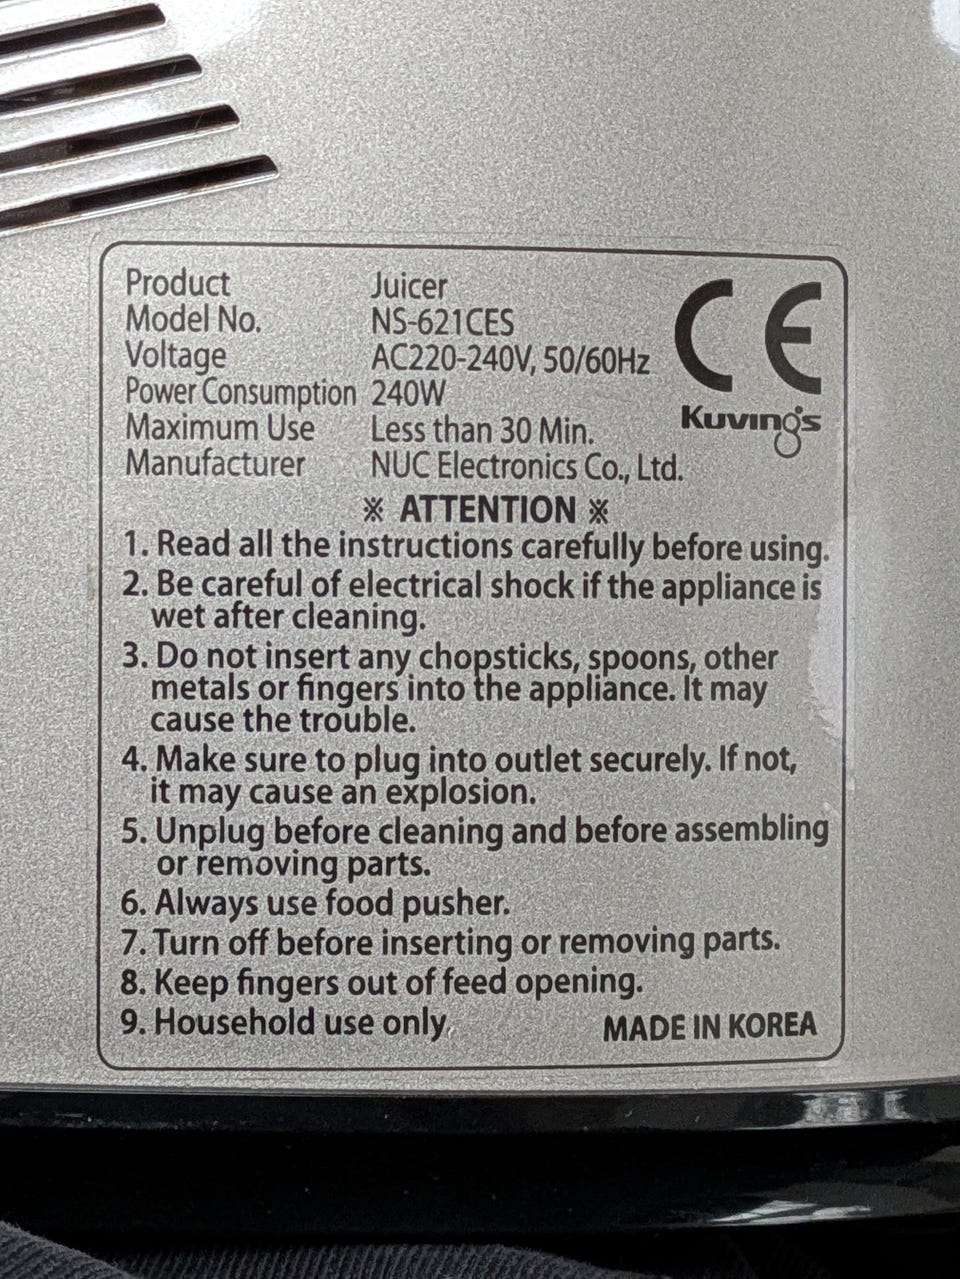 Product Juicer
Model No. NS-621CES
Voltage AC220-240V, 50/60Hz
Power Consumption 240W
Maximum Use Less than 30 Min.
Manufacturer NUC Electronics Co., Ltd.
CE
Kuvings
※ ATTENTION ※
1. Read all the instructions carefully before using.
2. Be careful of electrical shock if the appliance is
wet after cleaning.
3. Do not insert any chopsticks, spoons, other
metals or fingers into the appliance. It may
cause the trouble.
4. Make sure to plug into outlet securely. If not,
it may cause an explosion.
5. Unplug before cleaning and before assembling
or removing parts.
6. Always use food pusher.
7. Turn off before inserting or removing parts.
8. Keep fingers out of feed opening.
9. Household use only.
MADE IN KOREA